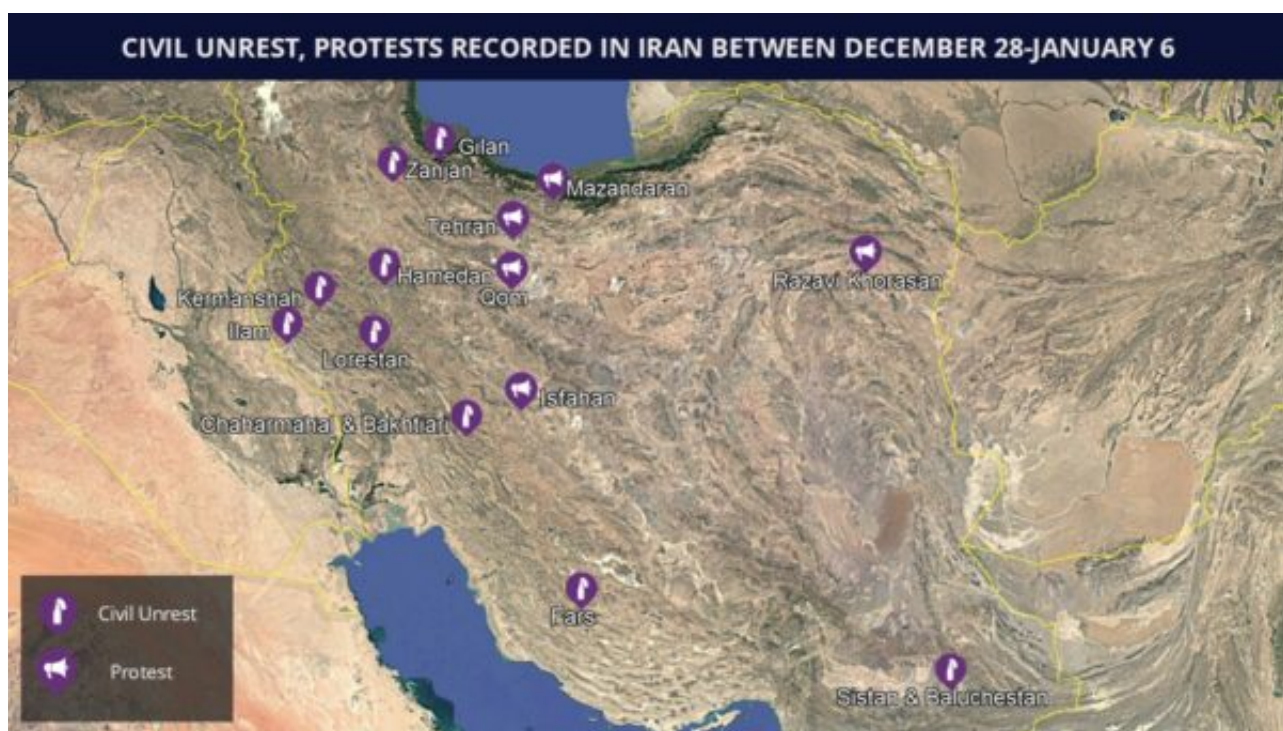 CIVIL UNREST, PROTESTS RECORDED IN IRAN BETWEEN DECEMBER 28-JANUARY 6
Gilan
Zanjan
Mazandaran
Tehran
Razavi Khorasan
Hamedan
Qom
Kermanshah
Ilam
Lorestan
Isfahan
Chaharmahal & Bakhtiari
Fars
Sistan & Baluchestan
Civil Unrest
Protest